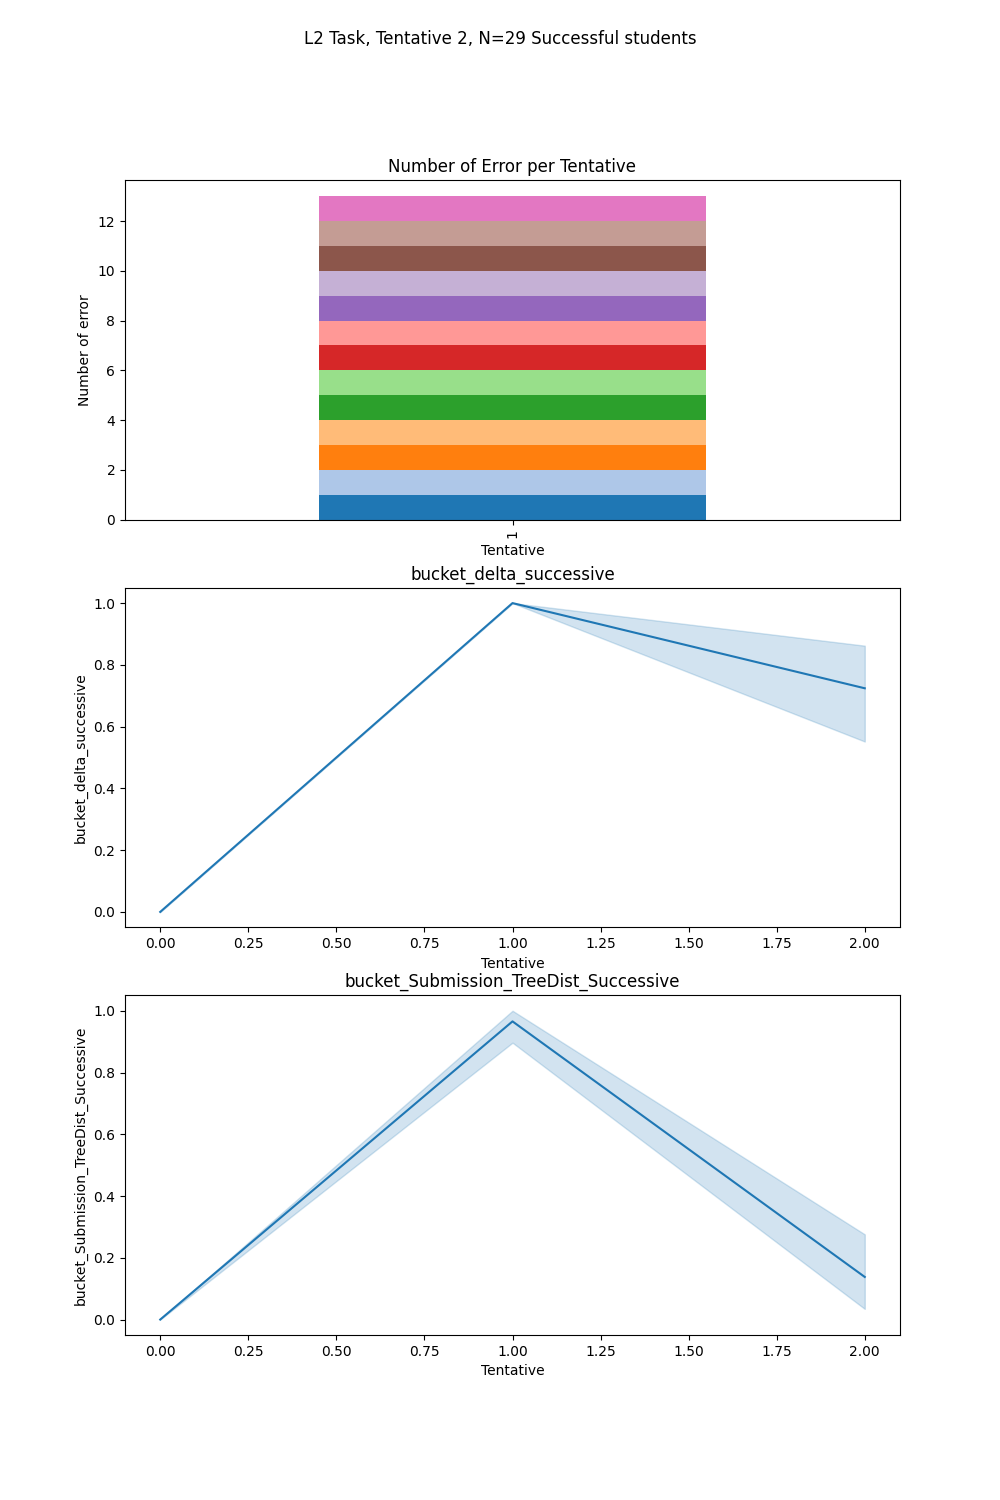 L2 Task, Tentative 2, N=29 Successful students
Number of Error per Tentative
12
10
8
6
4
2
0
Number of error
1
Tentative
bucket_delta_successive
1.0
0.8
0.6
0.4
0.2
0.0
bucket_delta_successive
0.00 0.25 0.50 0.75 1.00 1.25 1.50 1.75 2.00
Tentative
bucket_Submission_TreeDist_Successive
1.0
0.8
0.6
0.4
0.2
0.0
bucket_Submission_TreeDist_Successive
0.00 0.25 0.50 0.75 1.00 1.25 1.50 1.75 2.00
Tentative